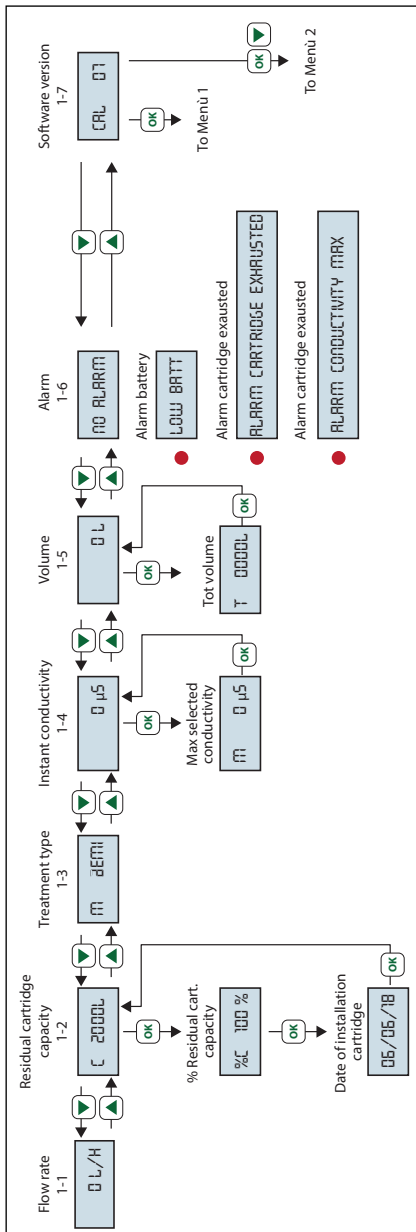 Flow rate
1-1
0 L/H
Residual cartridge
capacity
1-2
C 2000L
OK
% Residual cart.
capacity
%C 100 %
OK
Date of installation
cartridge
06/06/18
OK
Treatment type
1-3
M dEMI
Instant conductivity
1-4
0 µS
OK
Max selected
conductivity
M 0 µS
OK
Volume
1-5
0 L
OK
Tot volume
T 0000L
OK
Alarm
1-6
NO ALARM
Alarm battery
LOW BATT
Alarm cartridge exausted
ALARM CARTRIDGE EXHAUSTED
Alarm cartridge exausted
ALARM CONDUCTIVITY MAX
Software version
1-7
CAL 07
OK
To Menù 1
OK
To Menù 2